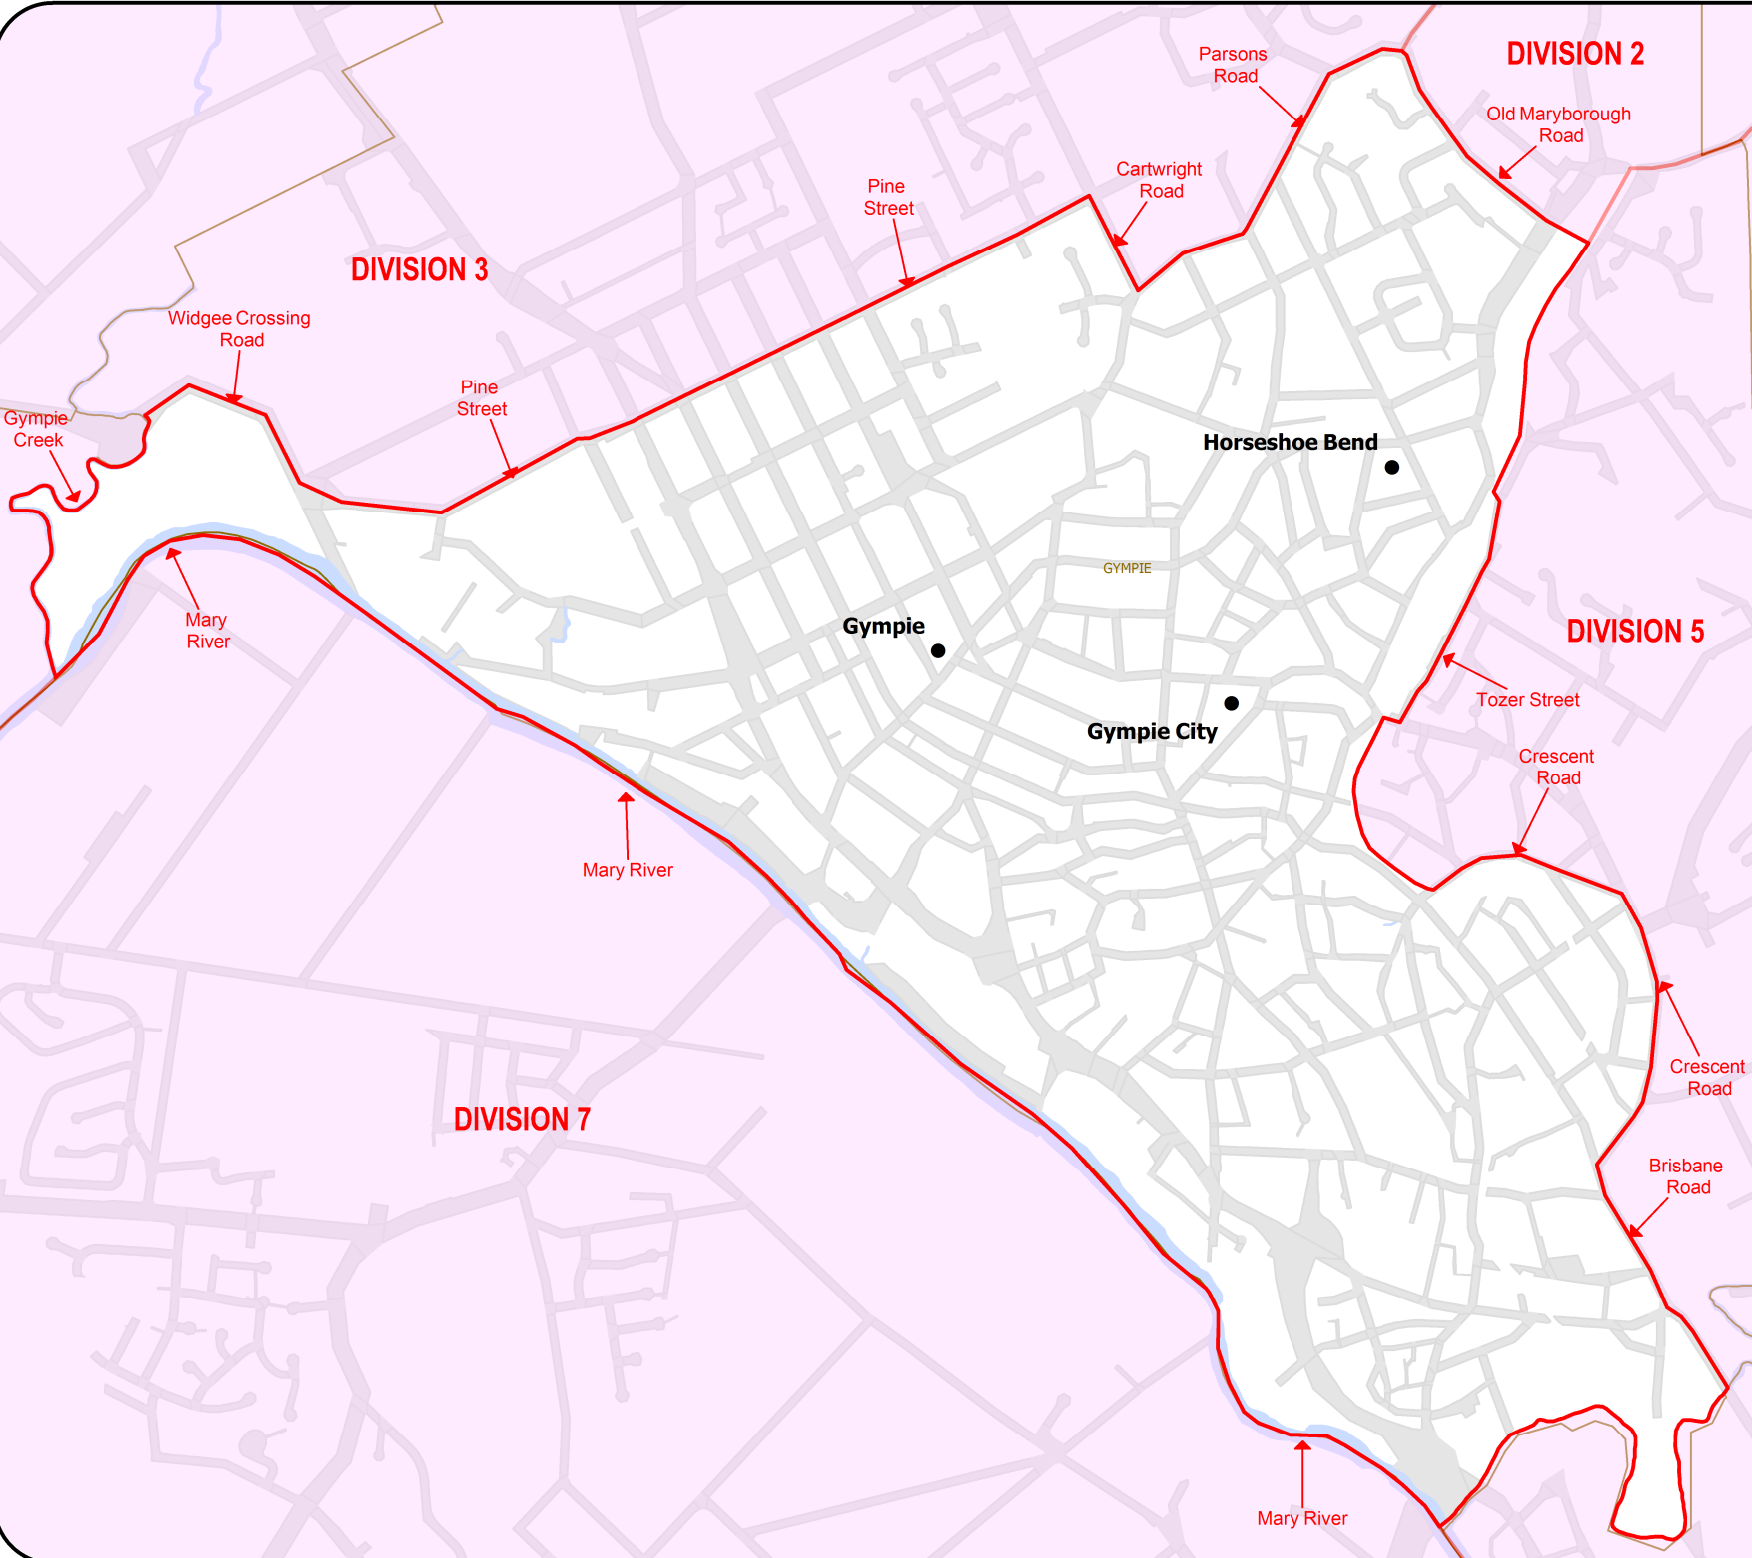 Parsons
Road
DIVISION 2
Old Maryborough
Road
Cartwright
Road
Pine
Street
DIVISION 3
Widgee Crossing
Road
Pine
Street
Gympie
Creek
Horseshoe Bend
GYMPIE
Mary
River
Gympie
DIVISION 5
Tozer Street
Gympie City
Crescent
Road
Mary River
Crescent
Road
DIVISION 7
Brisbane
Road
Mary River